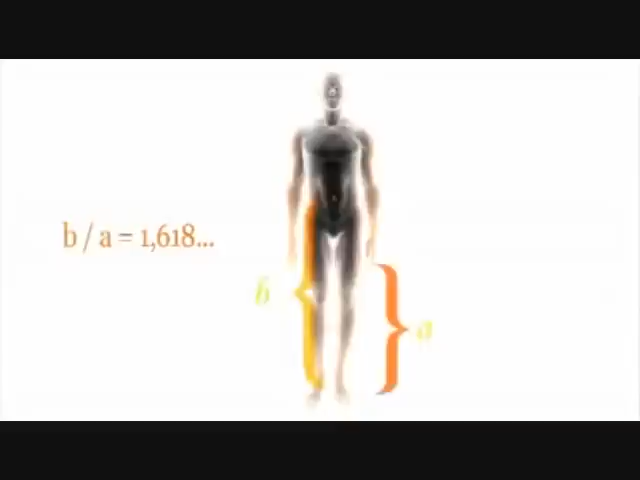 b / a = 1,618...
b
a